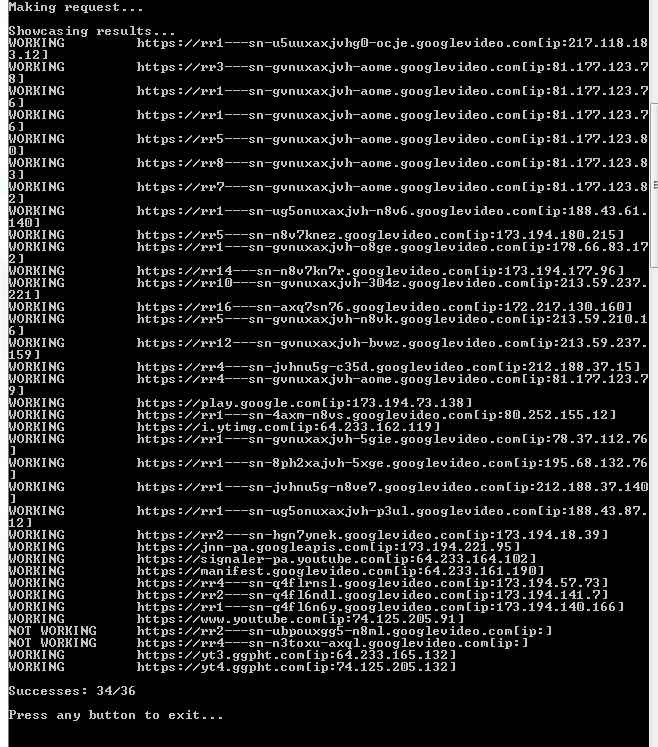 Making request...
Showcasing results...
WORKING https://rr1---sn-u5uuxaxjvhg0-ocje.googlevideo.com[ip:217.118.18
3.12]
WORKING https://rr3---sn-gvnuxaxjvh-aome.googlevideo.com[ip:81.177.123.7
8]
WORKING https://rr1---sn-gvnuxaxjvh-aome.googlevideo.com[ip:81.177.123.7
6]
WORKING https://rr1---sn-gvnuxaxjvh-aome.googlevideo.com[ip:81.177.123.7
6]
WORKING https://rr5---sn-gvnuxaxjvh-aome.googlevideo.com[ip:81.177.123.8
0]
WORKING https://rr8---sn-gvnuxaxjvh-aome.googlevideo.com[ip:81.177.123.8
3]
WORKING https://rr7---sn-gvnuxaxjvh-aome.googlevideo.com[ip:81.177.123.8
2]
WORKING https://rr1---sn-ug5onuxaxjvh-n8v6.googlevideo.com[ip:188.43.61.
140]
WORKING https://rr5---sn-n8v7knez.googlevideo.com[ip:173.194.180.215]
WORKING https://rr1---sn-gvnuxaxjvh-o8ge.googlevideo.com[ip:178.66.83.17
2]
WORKING https://rr14---sn-n8v7kn7r.googlevideo.com[ip:173.194.177.96]
WORKING https://rr10---sn-gvnuxaxjvh-304z.googlevideo.com[ip:213.59.237.
221]
WORKING https://rr16---sn-axq7sn76.googlevideo.com[ip:172.217.130.160]
WORKING https://rr5---sn-gvnuxaxjvh-n8vk.googlevideo.com[ip:213.59.210.1
6]
WORKING https://rr12---sn-gvnuxaxjvh-bvwz.googlevideo.com[ip:213.59.237.
159]
WORKING https://rr4---sn-jvhnu5g-c35d.googlevideo.com[ip:212.188.37.15]
WORKING https://rr4---sn-gvnuxaxjvh-aome.googlevideo.com[ip:81.177.123.7
9]
WORKING https://play.google.com[ip:173.194.73.138]
WORKING https://rr1---sn-4axm-n8vs.googlevideo.com[ip:80.252.155.12]
WORKING https://i.ytimg.com[ip:64.233.162.119]
WORKING https://rr1---sn-gvnuxaxjvh-5gie.googlevideo.com[ip:78.37.112.76
]
WORKING https://rr1---sn-8ph2xajvh-5xge.googlevideo.com[ip:195.68.132.76
]
WORKING https://rr1---sn-jvhnu5g-n8ve7.googlevideo.com[ip:212.188.37.140
]
WORKING https://rr1---sn-ug5onuxaxjvh-p3ul.googlevideo.com[ip:188.43.87.
12]
WORKING https://rr2---sn-hgn7ynek.googlevideo.com[ip:173.194.18.39]
WORKING https://jnn-pa.googleapis.com[ip:173.194.221.95]
WORKING https://signaler-pa.youtube.com[ip:64.233.164.102]
WORKING https://manifest.googlevideo.com[ip:64.233.161.190]
WORKING https://rr4---sn-q4flrnsl.googlevideo.com[ip:173.194.57.73]
WORKING https://rr2---sn-q4fl6ndl.googlevideo.com[ip:173.194.141.7]
WORKING https://rr1---sn-q4fl6n6y.googlevideo.com[ip:173.194.140.166]
WORKING https://www.youtube.com[ip:74.125.205.91]
NOT WORKING https://rr2---sn-ubpouxgg5-n8ml.googlevideo[ip:]
NOT WORKING https://rr4---sn-n3toxu-axql.googlevideo.com[ip:]
WORKING https://yt3.ggpht.com[ip:64.233.165.132]
WORKING https://yt4.ggpht.com[ip:74.125.205.132]
Successes: 34/36
Press any button to exit...